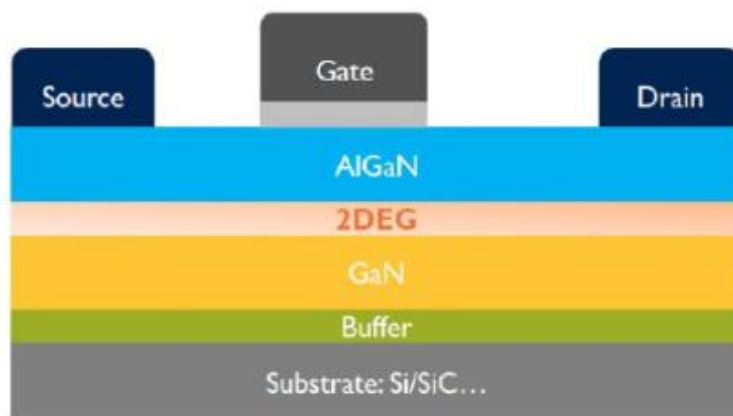 Gate
Source
Drain
AlGaN
2DEG
GaN
Buffer
Substrate: Si/SiC...